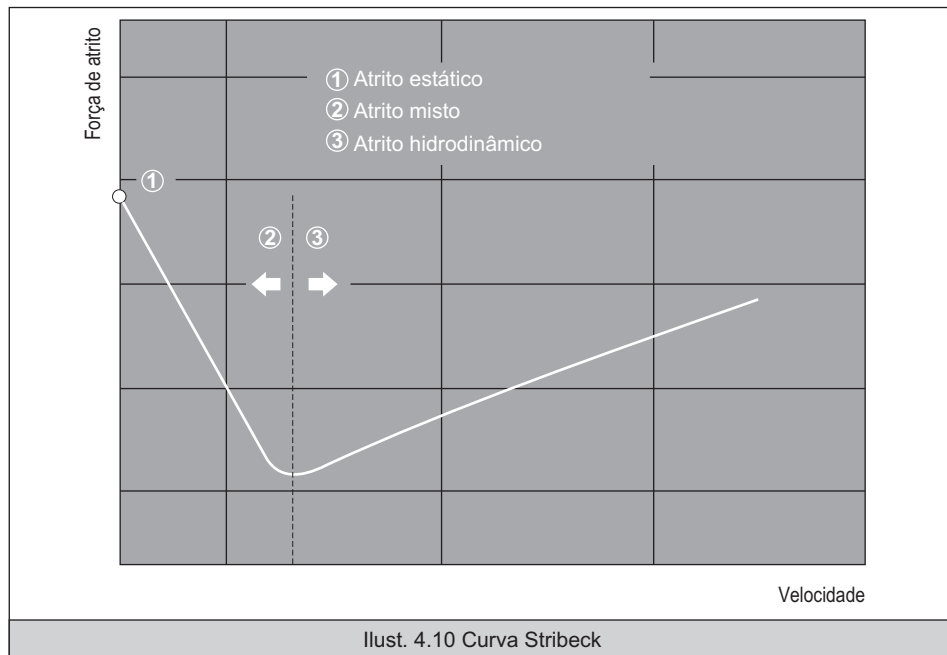 Força de atrito
① Atrito estático
② Atrito misto
③ Atrito hidrodinâmico
①
② ③
Velocidade
Ilust. 4.10 Curva Stribeck